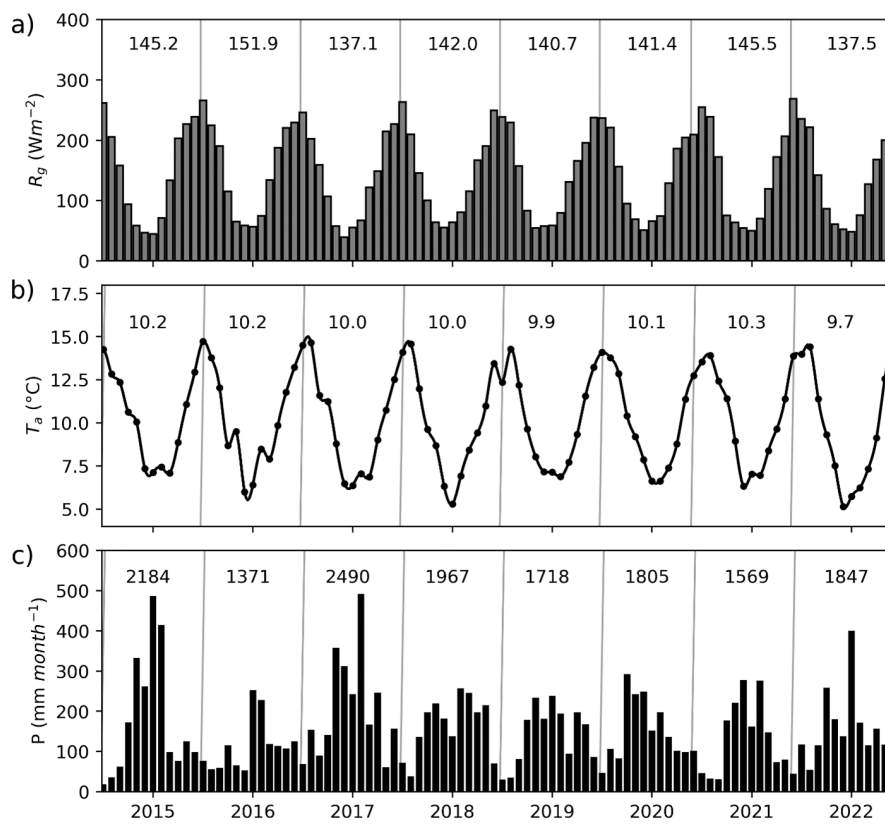 a)
400
300
200
100
0
R_g (Wm⁻²)
145.2 151.9 137.1 142.0 140.7 141.4 145.5 137.5
b)
17.5
15.0
12.5
10.0
7.5
5.0
T_a (°C)
10.2 10.2 10.0 10.0 9.9 10.1 10.3 9.7
c)
600
500
400
300
200
100
0
P (mm month⁻¹)
2184 1371 2490 1967 1718 1805 1569 1847
2015 2016 2017 2018 2019 2020 2021 2022